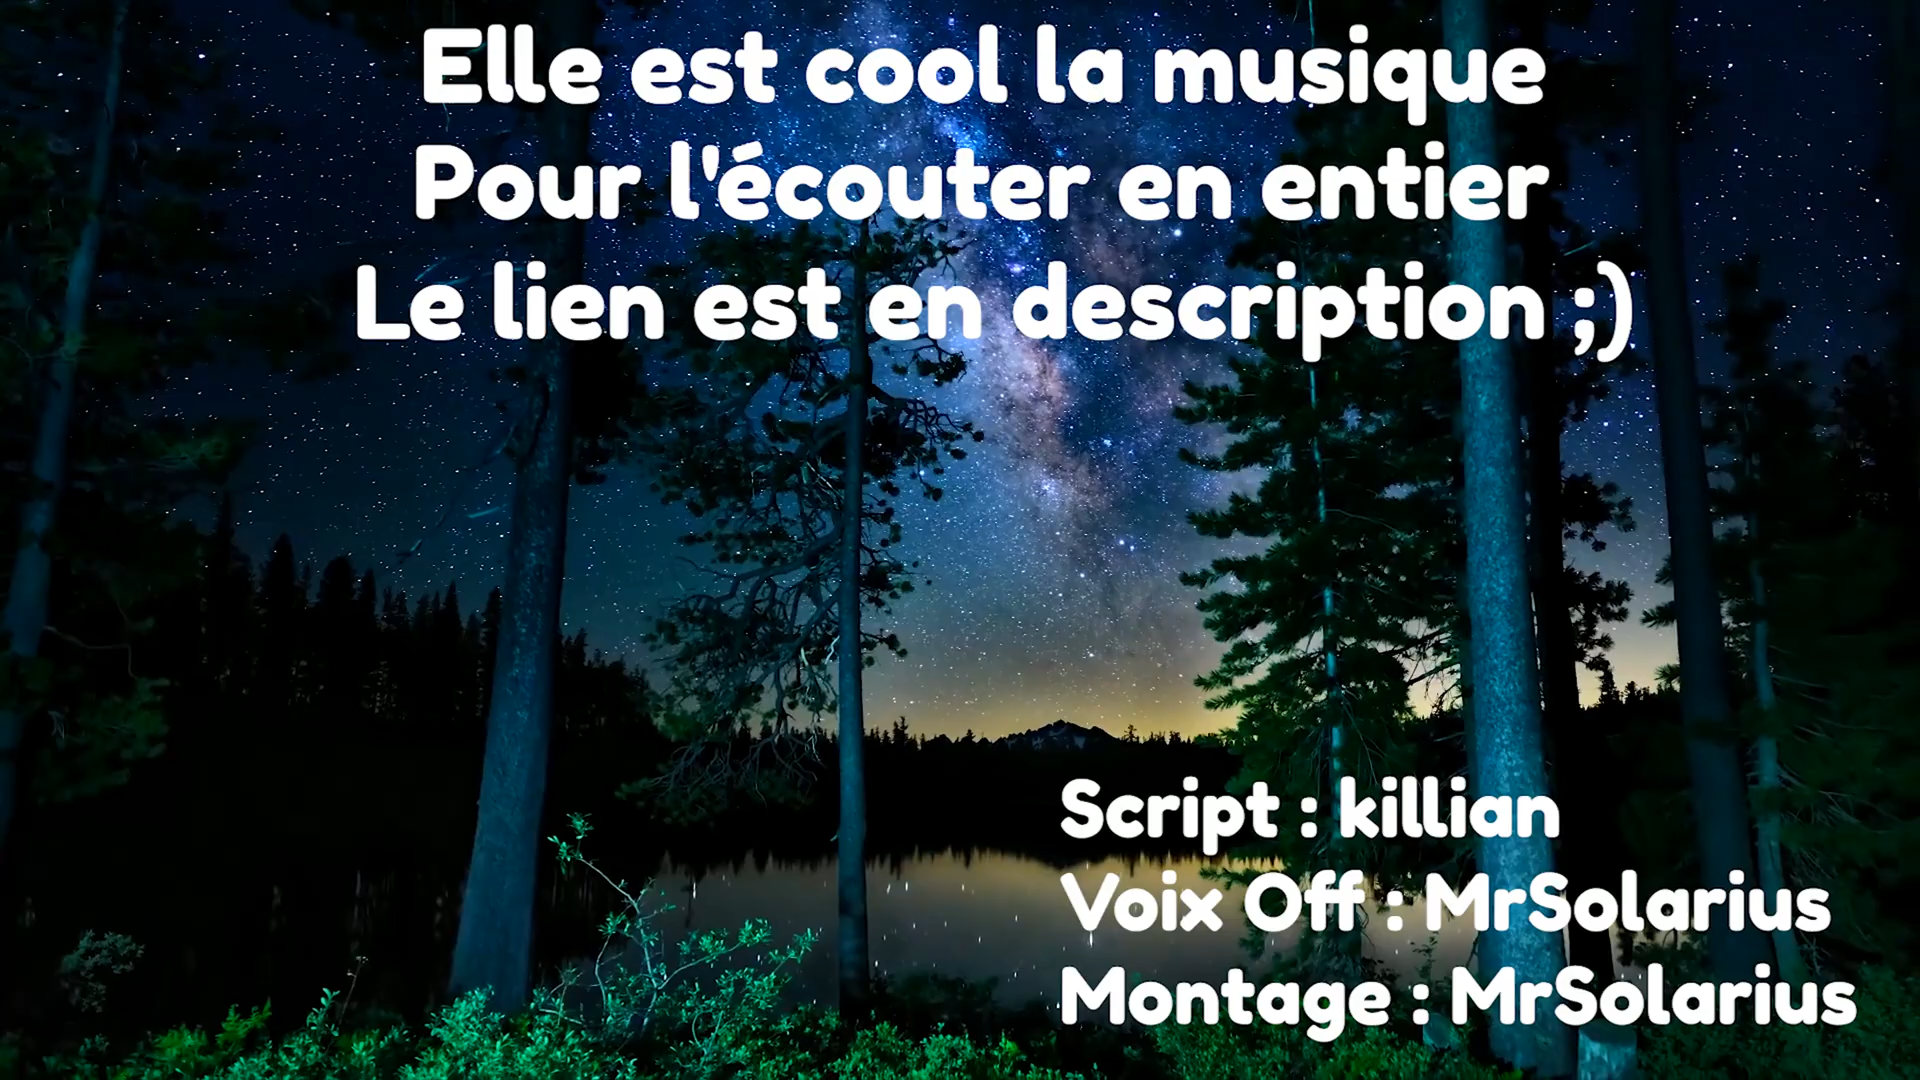 Elle est cool la musique
Pour l'écouter en entier
Le lien est en description ;)
Script : killian
Voix Off : MrSolarius
Montage : MrSolarius